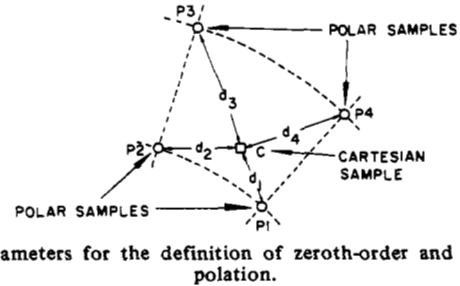 P3
POLAR SAMPLES
d3
P4
d4
P2
d2
C
CARTESIAN
SAMPLE
d1
POLAR SAMPLES
P1
ameters for the definition of zeroth-order and
polation.